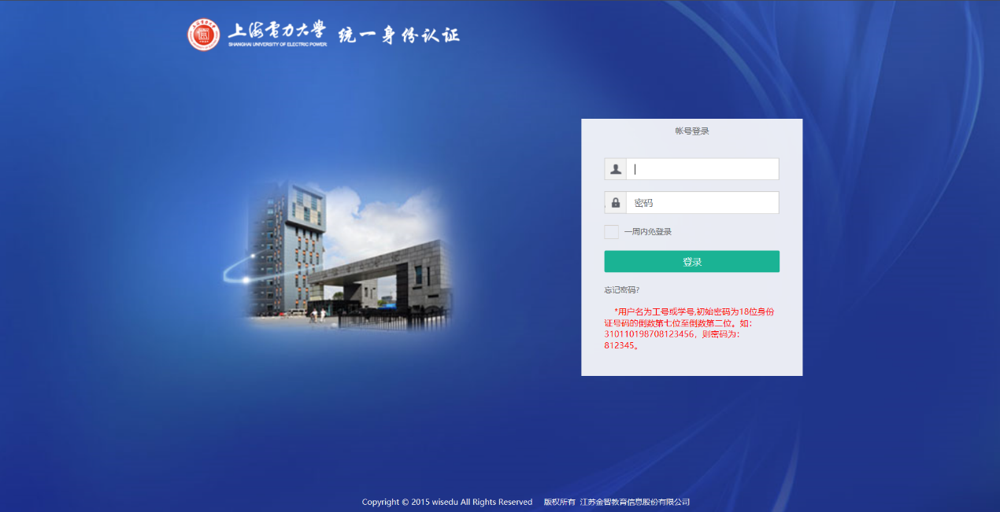 上海電力大學 统一身份认证
SHANGHAI UNIVERSITY OF ELECTRIC POWER
帐号登录
密码
一周内免登录
登录
忘记密码?
*用户名为工号或学号,初始密码为18位身份
证号码的倒数第七位至倒数第二位。如:
310110198708123456，则密码为:
812345。
Copyright © 2015 wisedu All Rights Reserved 版权所有 江苏金智教育信息股份有限公司